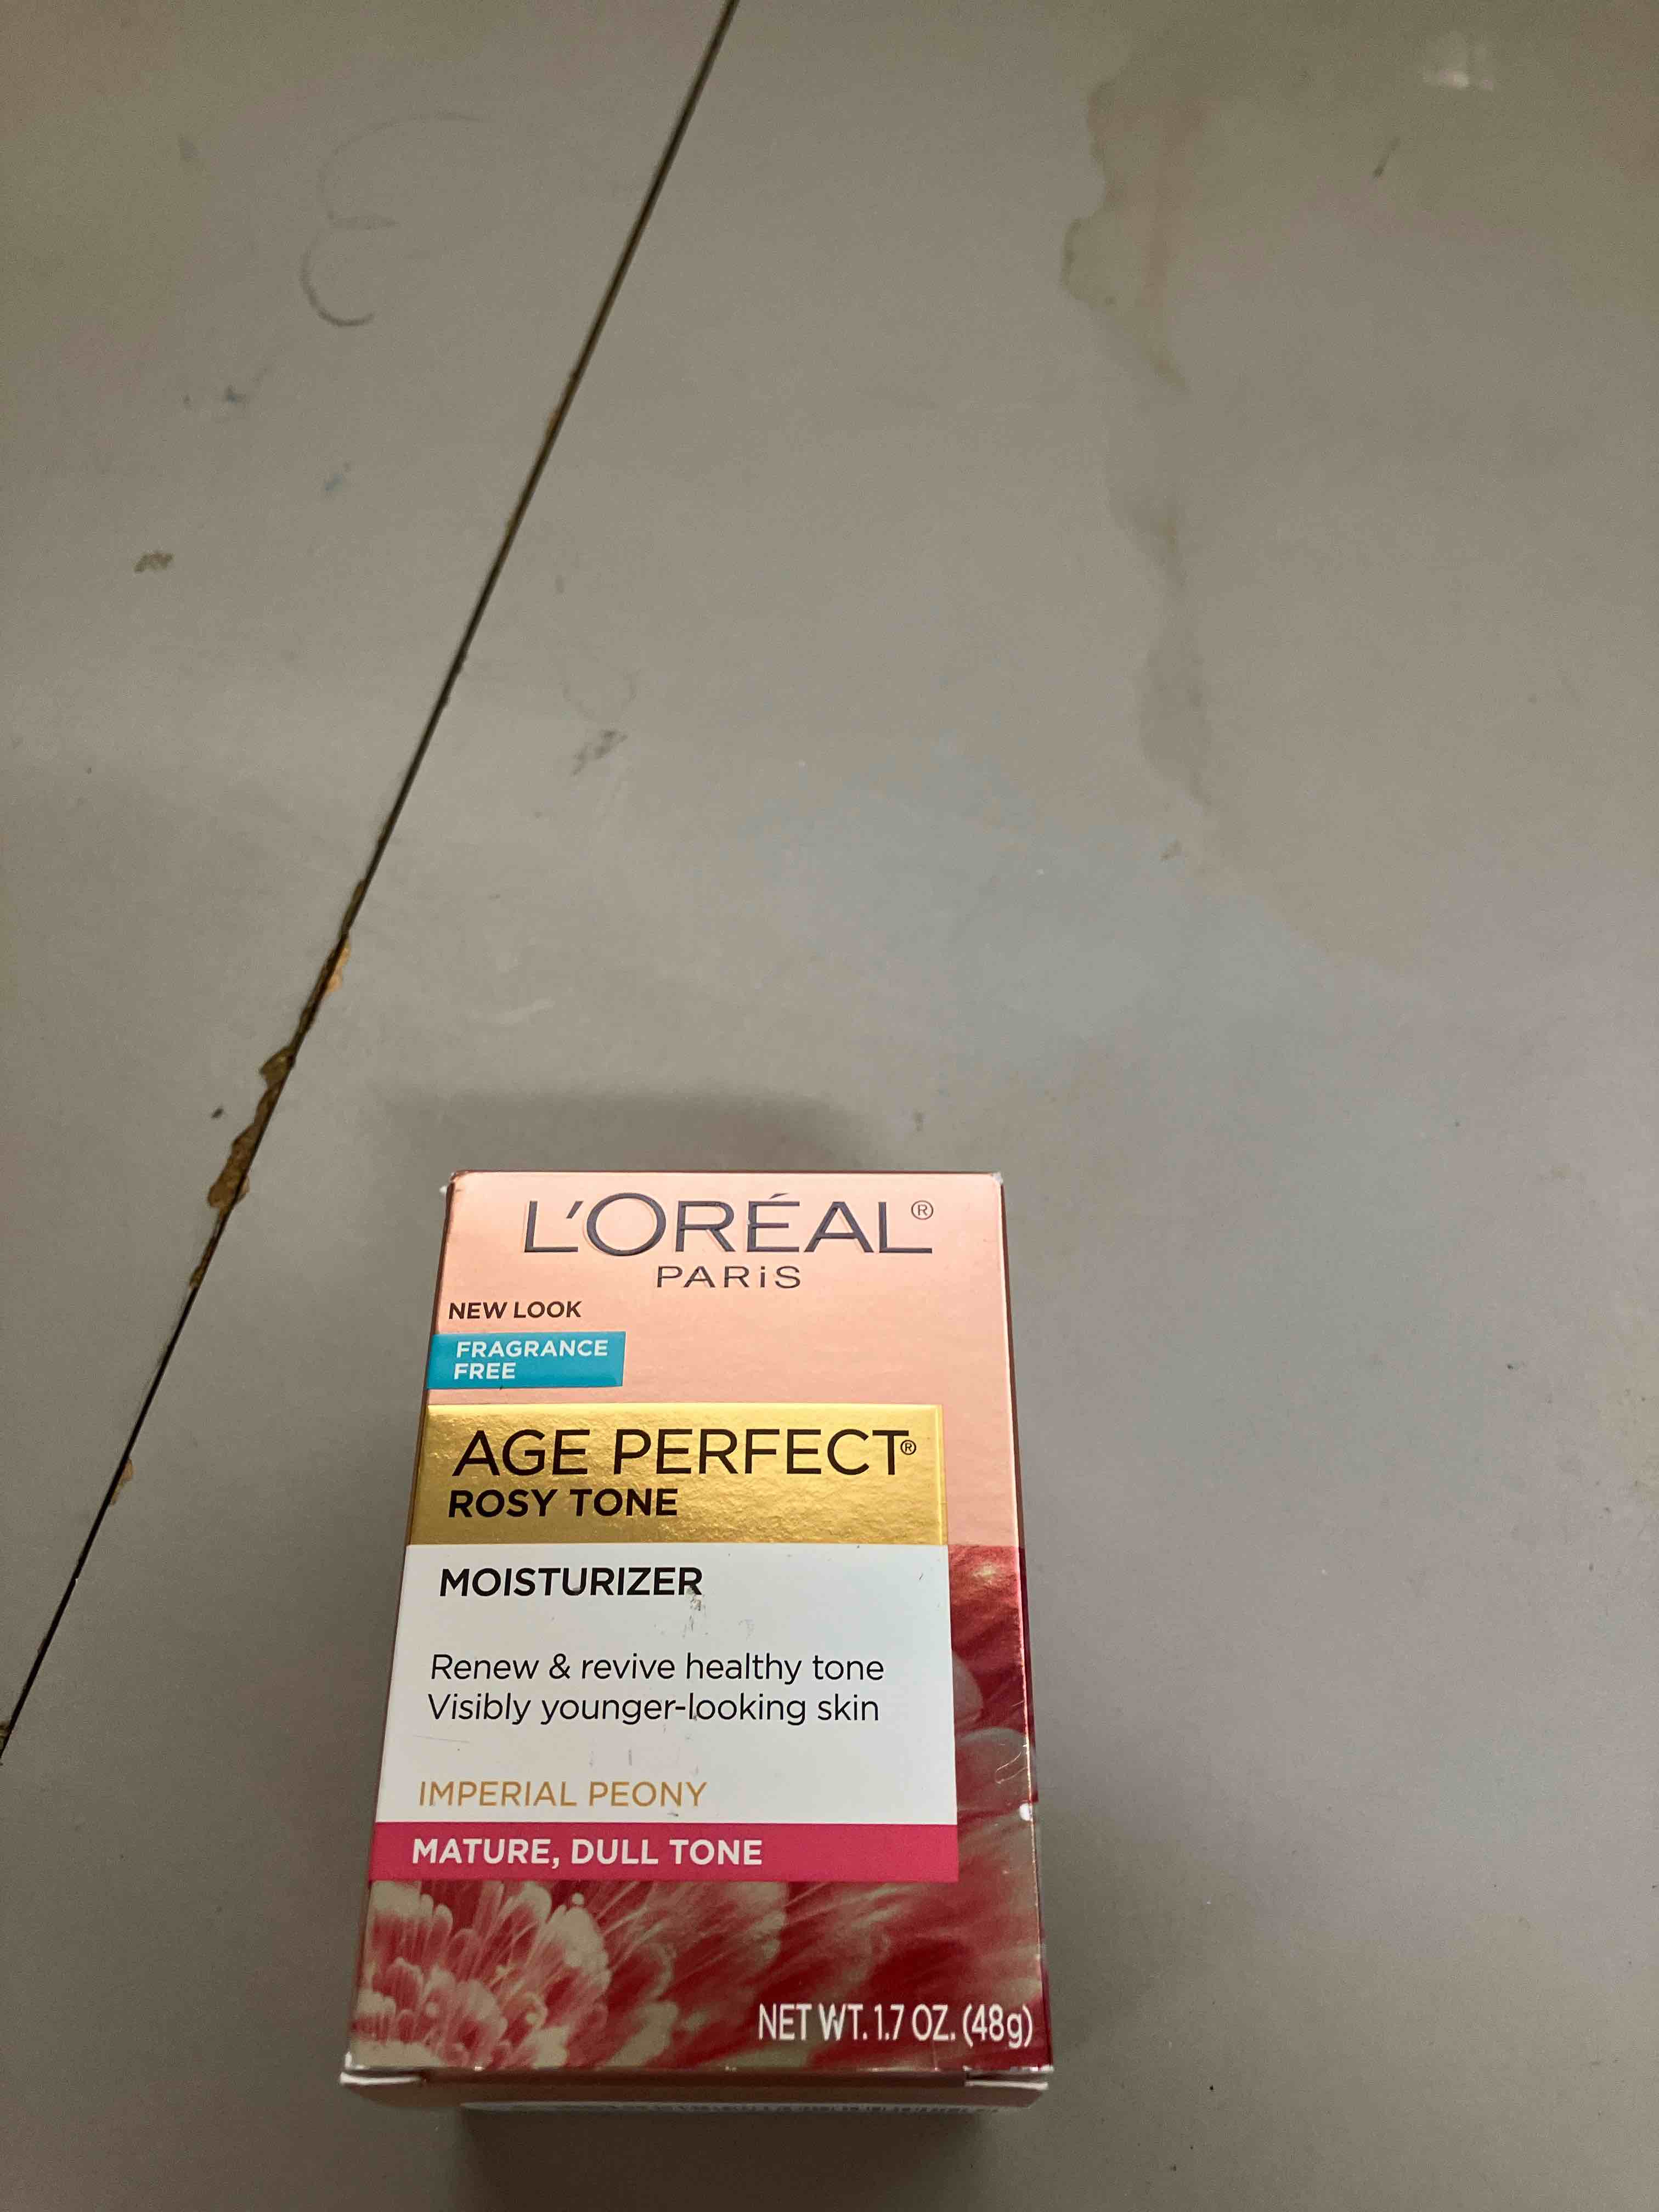 L'ORÉAL®
PARiS
NEW LOOK
FRAGRANCE
FREE
AGE PERFECT®
ROSY TONE
MOISTURIZER
Renew & revive healthy tone
Visibly younger-looking skin
IMPERIAL PEONY
MATURE, DULL TONE
NET WT. 1.7 OZ. (48g)